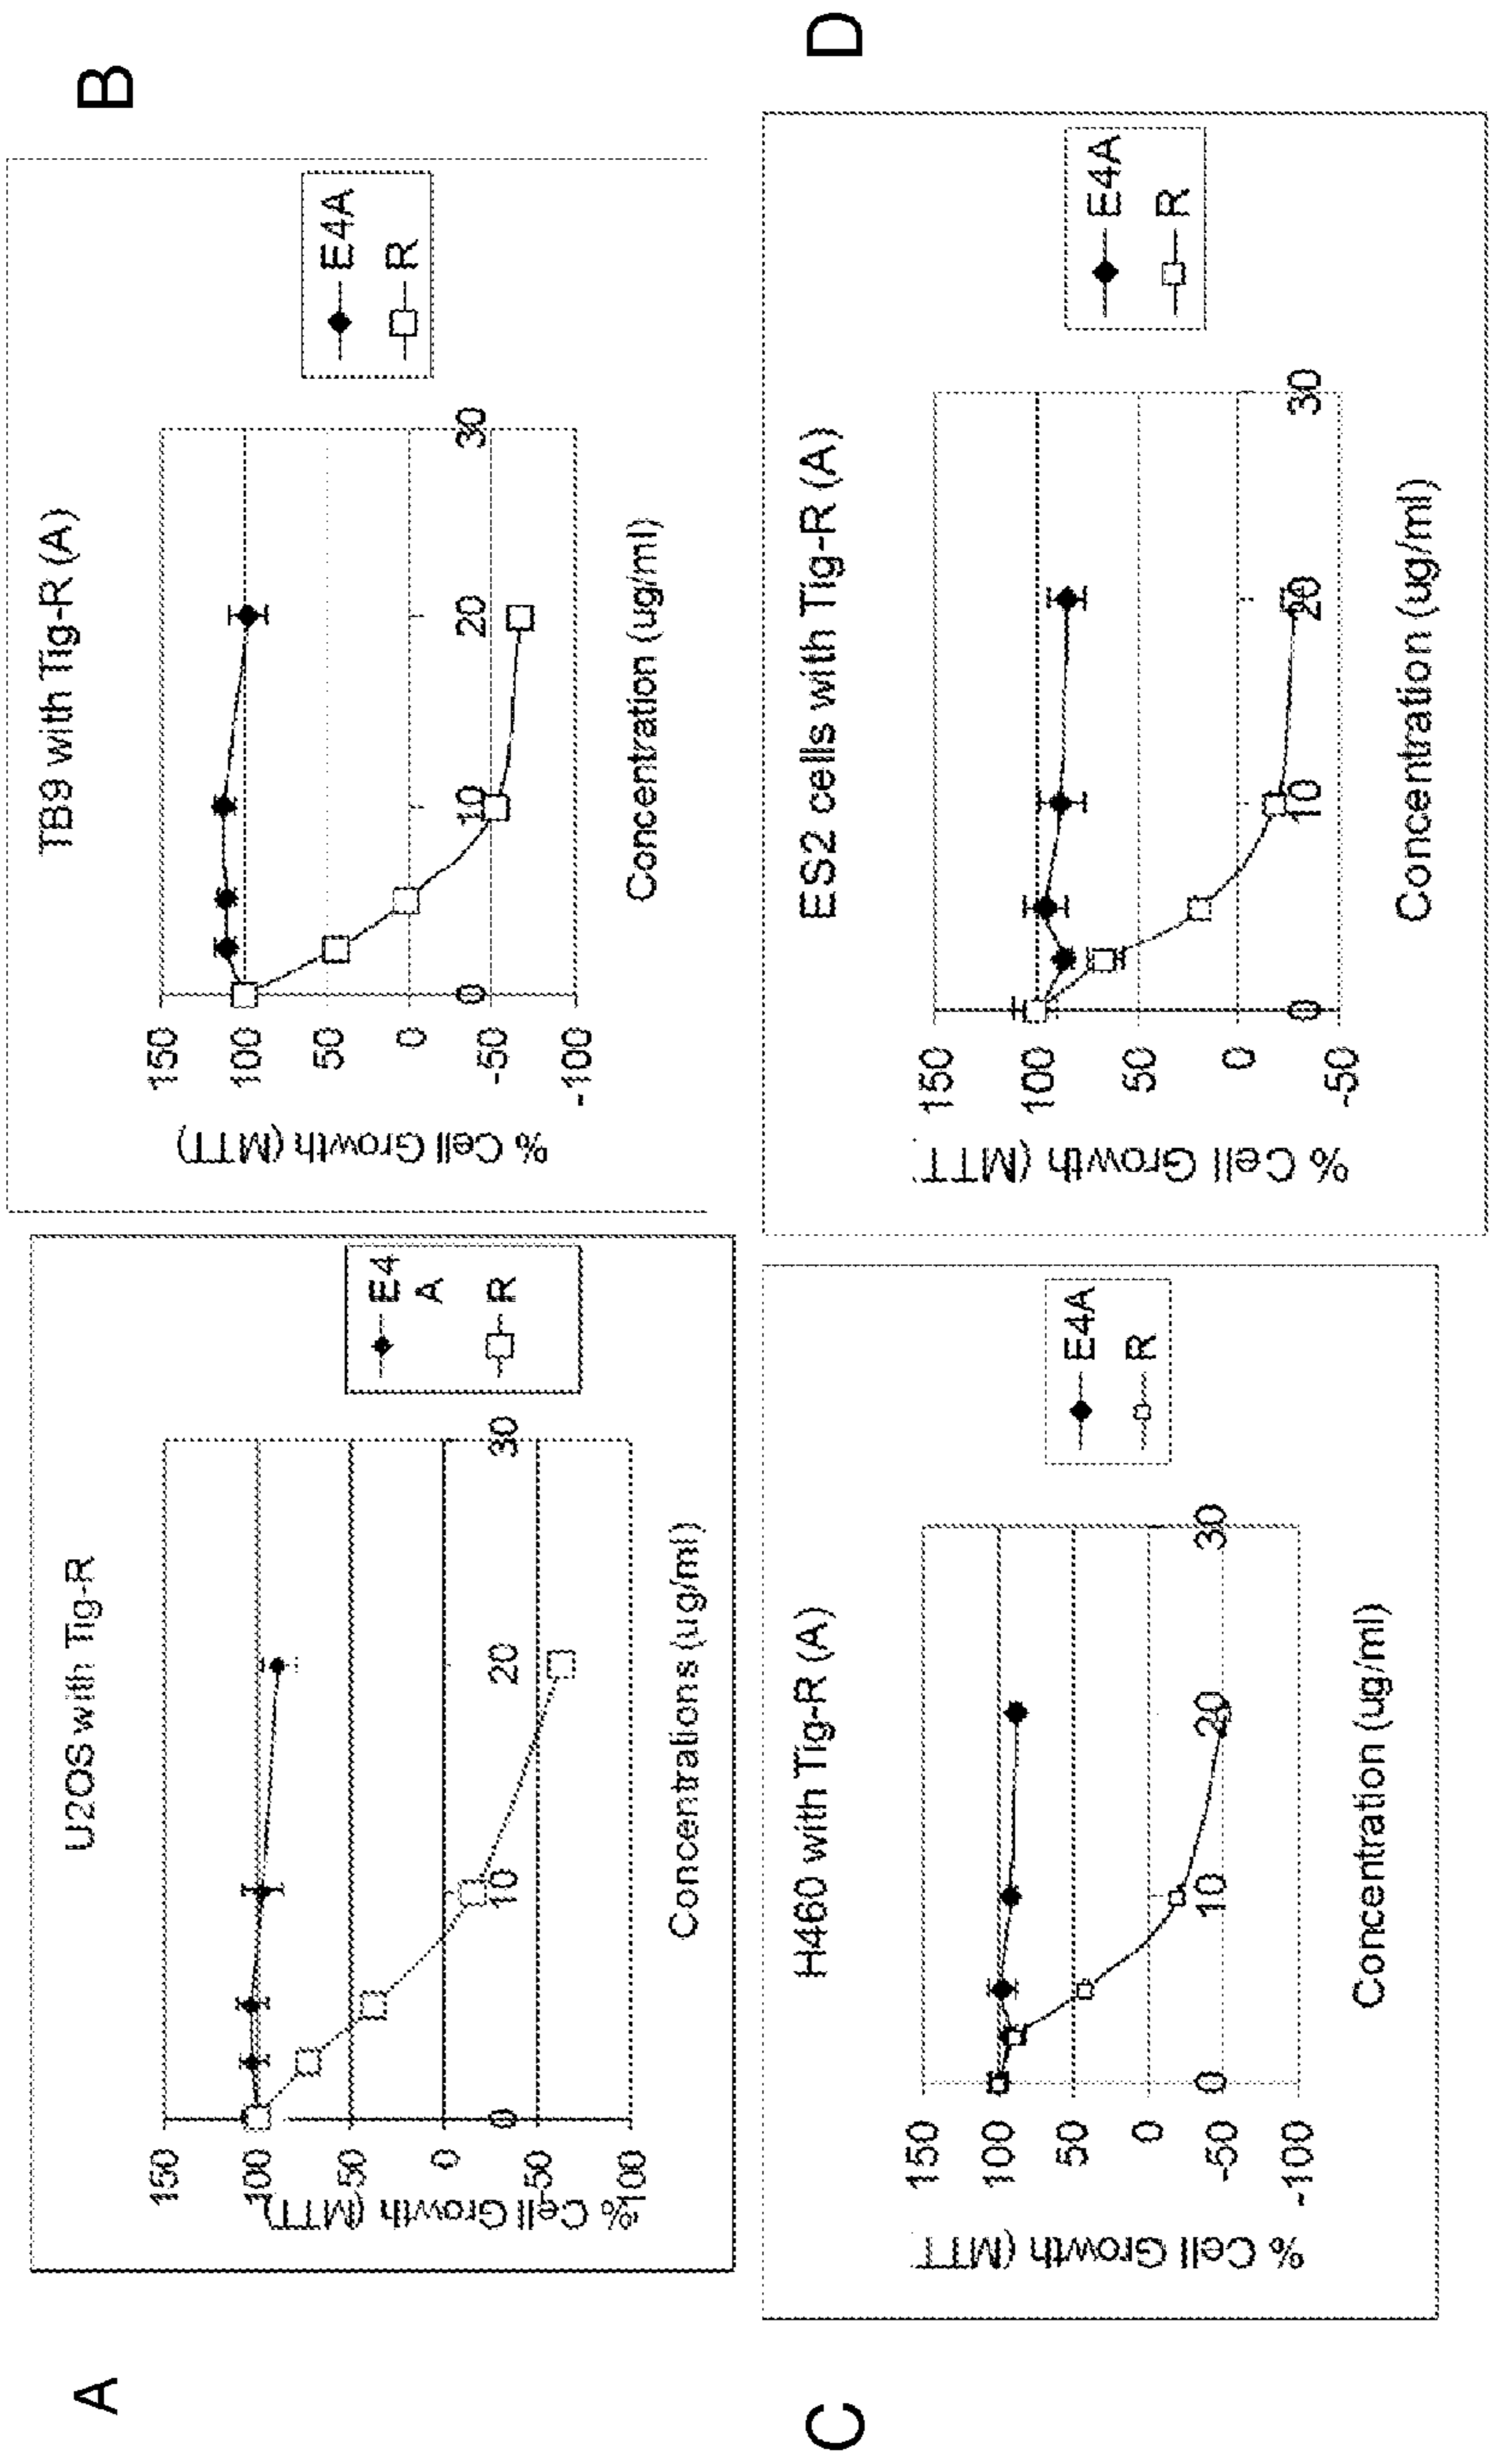 A
U2OS with Tig-R
150
100
50
0
-50
-100
% Cell Growth (MTT)
0
10
20
30
Concentrations (ug/ml)
E4
A
R
B
TB9 with Tig-R (A)
150
100
50
0
-50
-100
% Cell Growth (MTT)
0
10
20
30
Concentration (ug/ml)
E4A
R
C
H460 with Tig-R (A)
150
100
50
0
-50
-100
% Cell Growth (MTT
0
10
20
30
Concentration (ug/ml)
E4A
R
D
ES2 cells with Tig-R (A)
150
100
50
0
-50
% Cell Growth (MTT
0
10
20
30
Concentration (ug/ml)
E4A
R